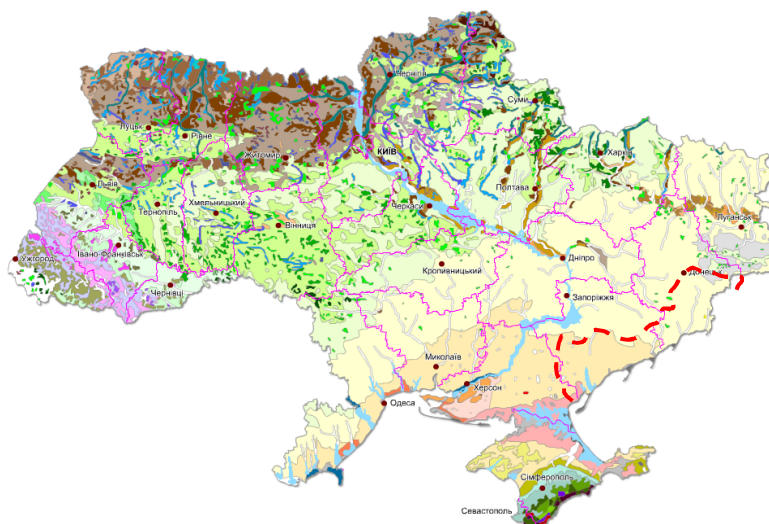 Чернігів
Суми
Луцьк
Рівне
Житомир
КИЇВ
Харків
Львів
Полтава
Тернопіль
Хмельницький
Черкаси
Луганськ
Вінниця
Ужгород
Івано-Франківськ
Кропивницький
Дніпро
Донецьк
Чернівці
Запоріжжя
Миколаїв
Херсон
Одеса
Сімферополь
Севастополь